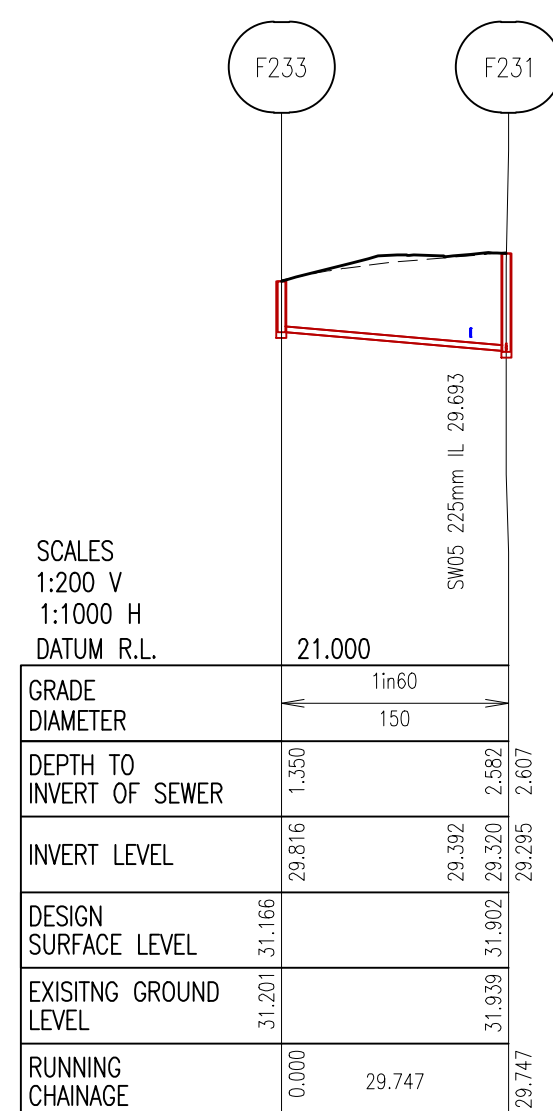 F233 F231
SW05 225mm IL 29.693
SCALES
1:200 V
1:1000 H
DATUM R.L. 21.000
GRADE 1in60
DIAMETER 150
DEPTH TO
INVERT OF SEWER 1.350 2.582 2.607
INVERT LEVEL 29.816 29.392 29.320 29.295
DESIGN
SURFACE LEVEL 31.166 31.902
EXISITNG GROUND
LEVEL 31.201 31.939
RUNNING
CHAINAGE 0.000 29.747 29.747